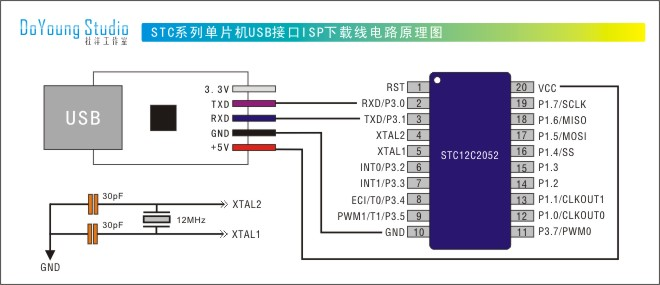 DoYoung Studio
杜洋工作室
STC系列单片机USB接口ISP下载线电路原理图
USB
3.3V
TXD
RXD
GND
+5V
RST 1
RXD/P3.0 2
TXD/P3.1 3
XTAL2 4
XTAL1 5
INT0/P3.2 6
INT1/P3.3 7
ECI/T0/P3.4 8
PWM1/T1/P3.5 9
GND 10
STC12C2052
20 VCC
19 P1.7/SCLK
18 P1.6/MISO
17 P1.5/MOSI
16 P1.4/SS
15 P1.3
14 P1.2
13 P1.1/CLKOUT1
12 P1.0/CLKOUT0
11 P3.7/PWM0
30pF
XTAL2
12MHz
30pF
XTAL1
GND